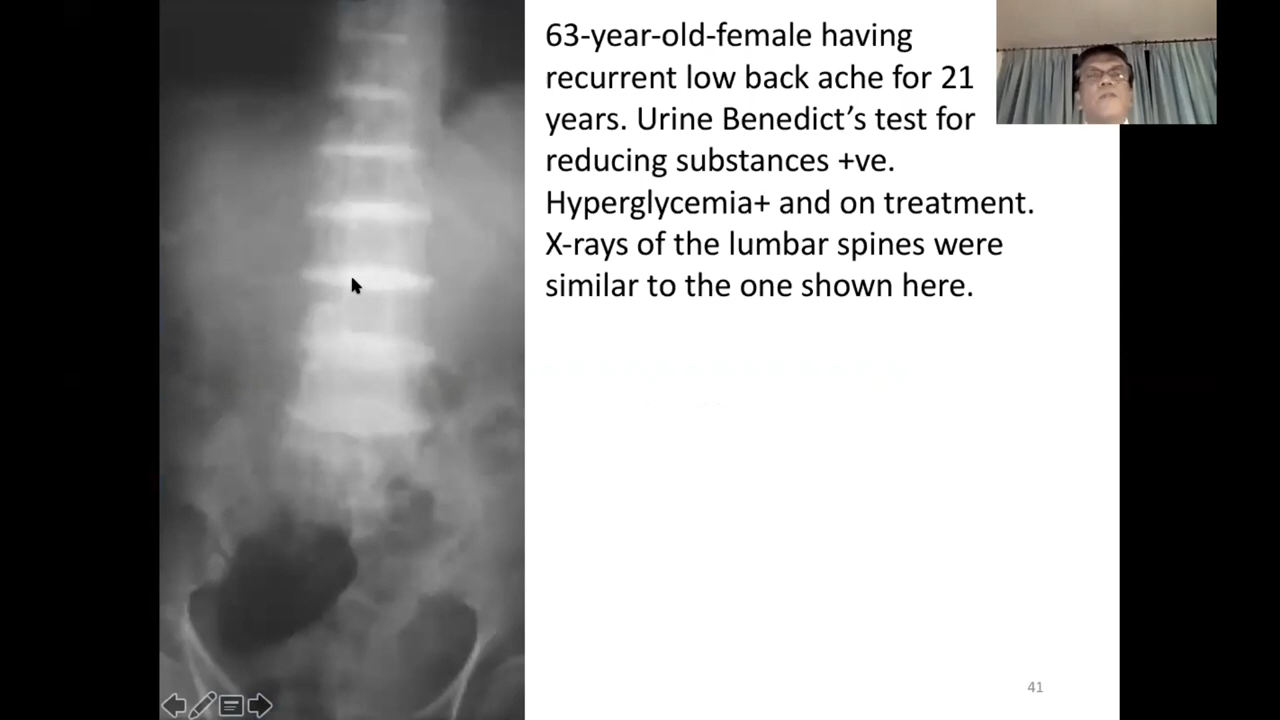 63-year-old-female having
recurrent low back ache for 21
years. Urine Benedict’s test for
reducing substances +ve.
Hyperglycemia+ and on treatment.
X-rays of the lumbar spines were
similar to the one shown here.
41